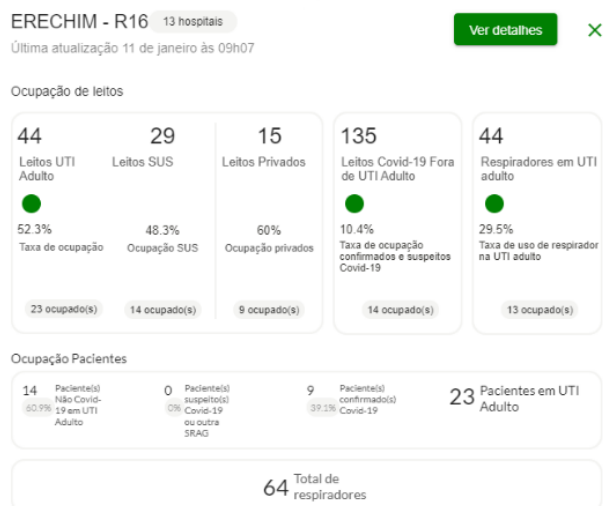 ERECHIM - R16 13 hospitais
Ver detalhes
Última atualização 11 de janeiro às 09h07
Ocupação de leitos
44
Leitos UTI
Adulto
52.3%
Taxa de ocupação
23 ocupado(s)
29
Leitos SUS
48.3%
Ocupação SUS
14 ocupado(s)
15
Leitos Privados
60%
Ocupação privados
9 ocupado(s)
135
Leitos Covid-19 Fora
de UTI Adulto
10.4%
Taxa de ocupação
confirmados e suspeitos
Covid-19
14 ocupado(s)
44
Respiradores em UTI
adulto
29.5%
Taxa de uso de respirador
na UTI adulto
13 ocupado(s)
Ocupação Pacientes
14
60.9%
Paciente(s)
Não Covid-
19 em UTI
Adulto
0
0%
Paciente(s)
suspeito(s)
Covid-19
ou outra
SRAG
9
39.1%
Paciente(s)
confirmado(s)
Covid-19
23
Pacientes em UTI
Adulto
64
Total de
respiradores